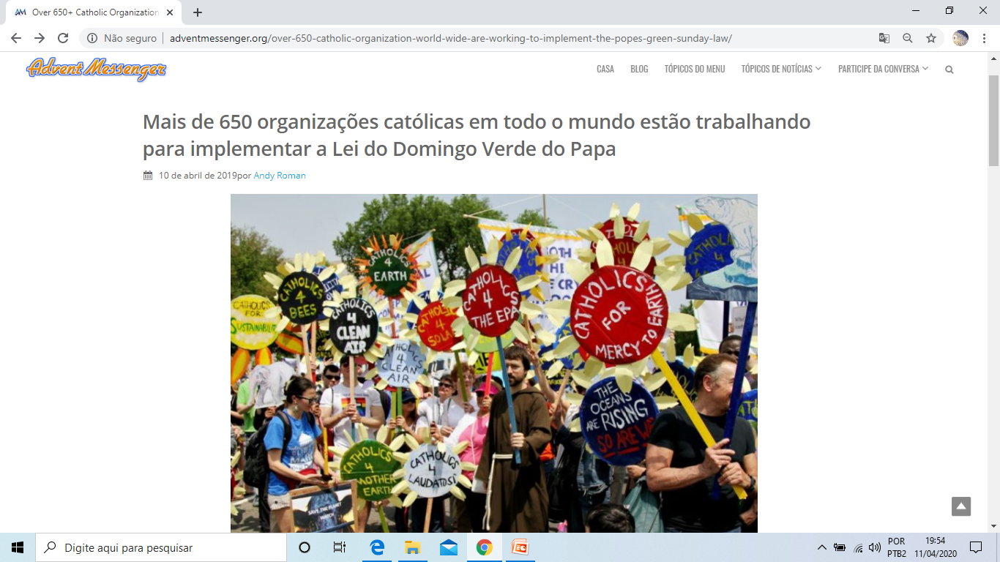 Over 650+ Catholic Organization
Não seguro
adventmessenger.org/over-650-catholic-organization-world-wide-are-working-to-implement-the-popes-green-sunday-law/
Advent Messenger
CASA
BLOG
TÓPICOS DO MENU
TÓPICOS DE NOTÍCIAS
PARTICIPE DA CONVERSA
Mais de 650 organizações católicas em todo o mundo estão trabalhando
para implementar a Lei do Domingo Verde do Papa
10 de abril de 2019por Andy Roman
CATHOLICS
4
EARTH
CATHOLICS
4
BEES
CATHOLICS
FOR
SUSTAINABILITY
CATHOLICS
4
CLEAN
AIR
CATHOLICS
4
SOLAR
CATHOLICS
4
CLEAN
AIR
CATHOLICS
4
THE EPA
CATHOLICS
FOR
MERCY TO EARTH
CATHOLICS
4
THE
OCEANS
ARE RISING
SO ARE WE
CATHOLICS
4
MOTHER
EARTH
CATHOLICS
4
LAUDATO SI'
SAVE THE PLANET
MARCH
Digite aqui para pesquisar
POR
PTB2
19:54
11/04/2020